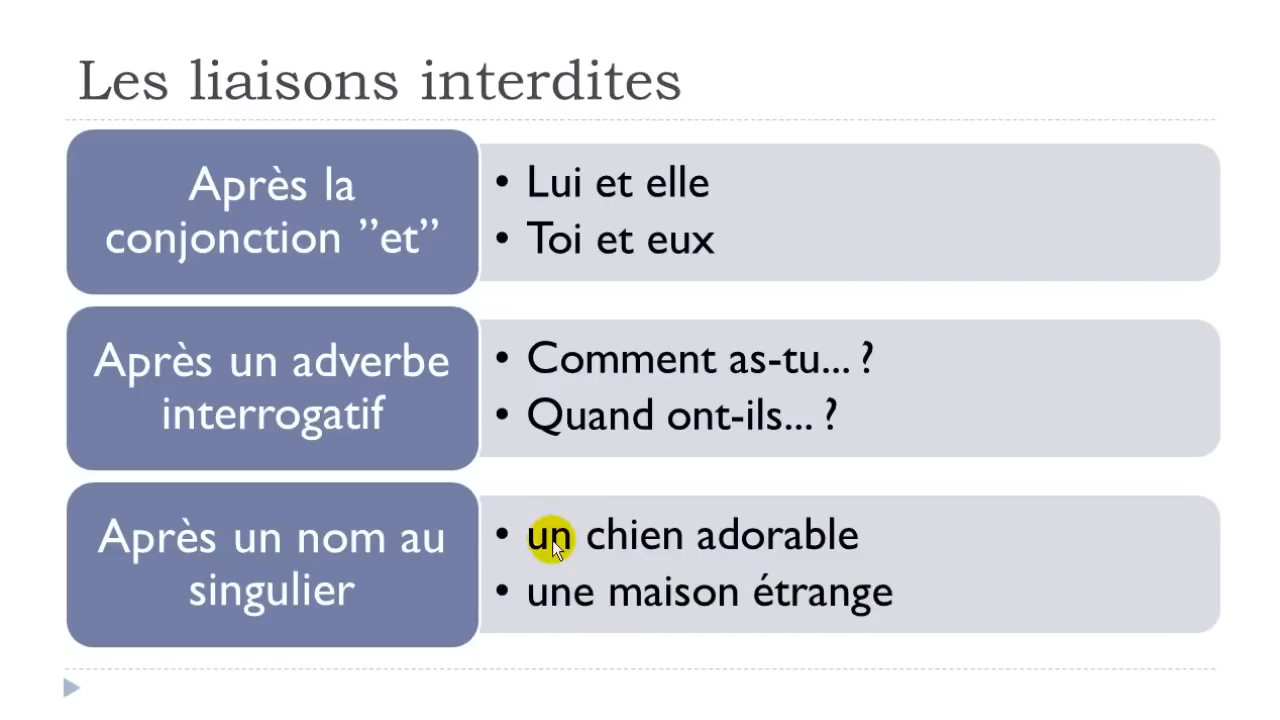 Les liaisons interdites
Après la
conjonction ”et”
• Lui et elle
• Toi et eux
Après un adverbe
interrogatif
• Comment as-tu... ?
• Quand ont-ils... ?
Après un nom au
singulier
• un chien adorable
• une maison étrange